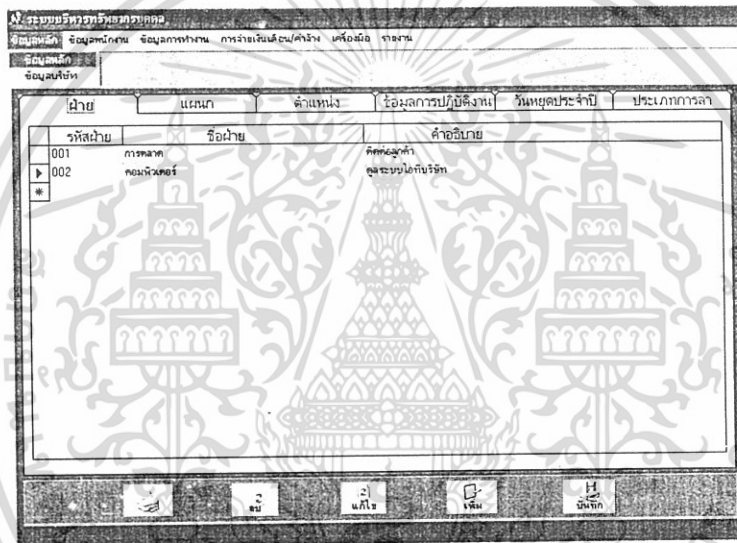 ระบบบริหารทรัพยากรบุคคล
ข้อมูลหลัก ข้อมูลพนักงาน ข้อมูลการทำงาน การจ่ายเงินเดือน/ค่าจ้าง เครื่องมือ รายงาน
ข้อมูลหลัก
ข้อมูลบริษัท
ฝ่าย แผนก ตำแหน่ง ข้อมูลการปฏิบัติงาน วันหยุดประจำปี ประเภทการลา
รหัสฝ่าย ชื่อฝ่าย คำอธิบาย
001 การตลาด ติดต่อลูกค้า
002 คอมพิวเตอร์ ดูลระบบไอทีบริษัท
ลบ แก้ไข เพิ่ม บันทึก